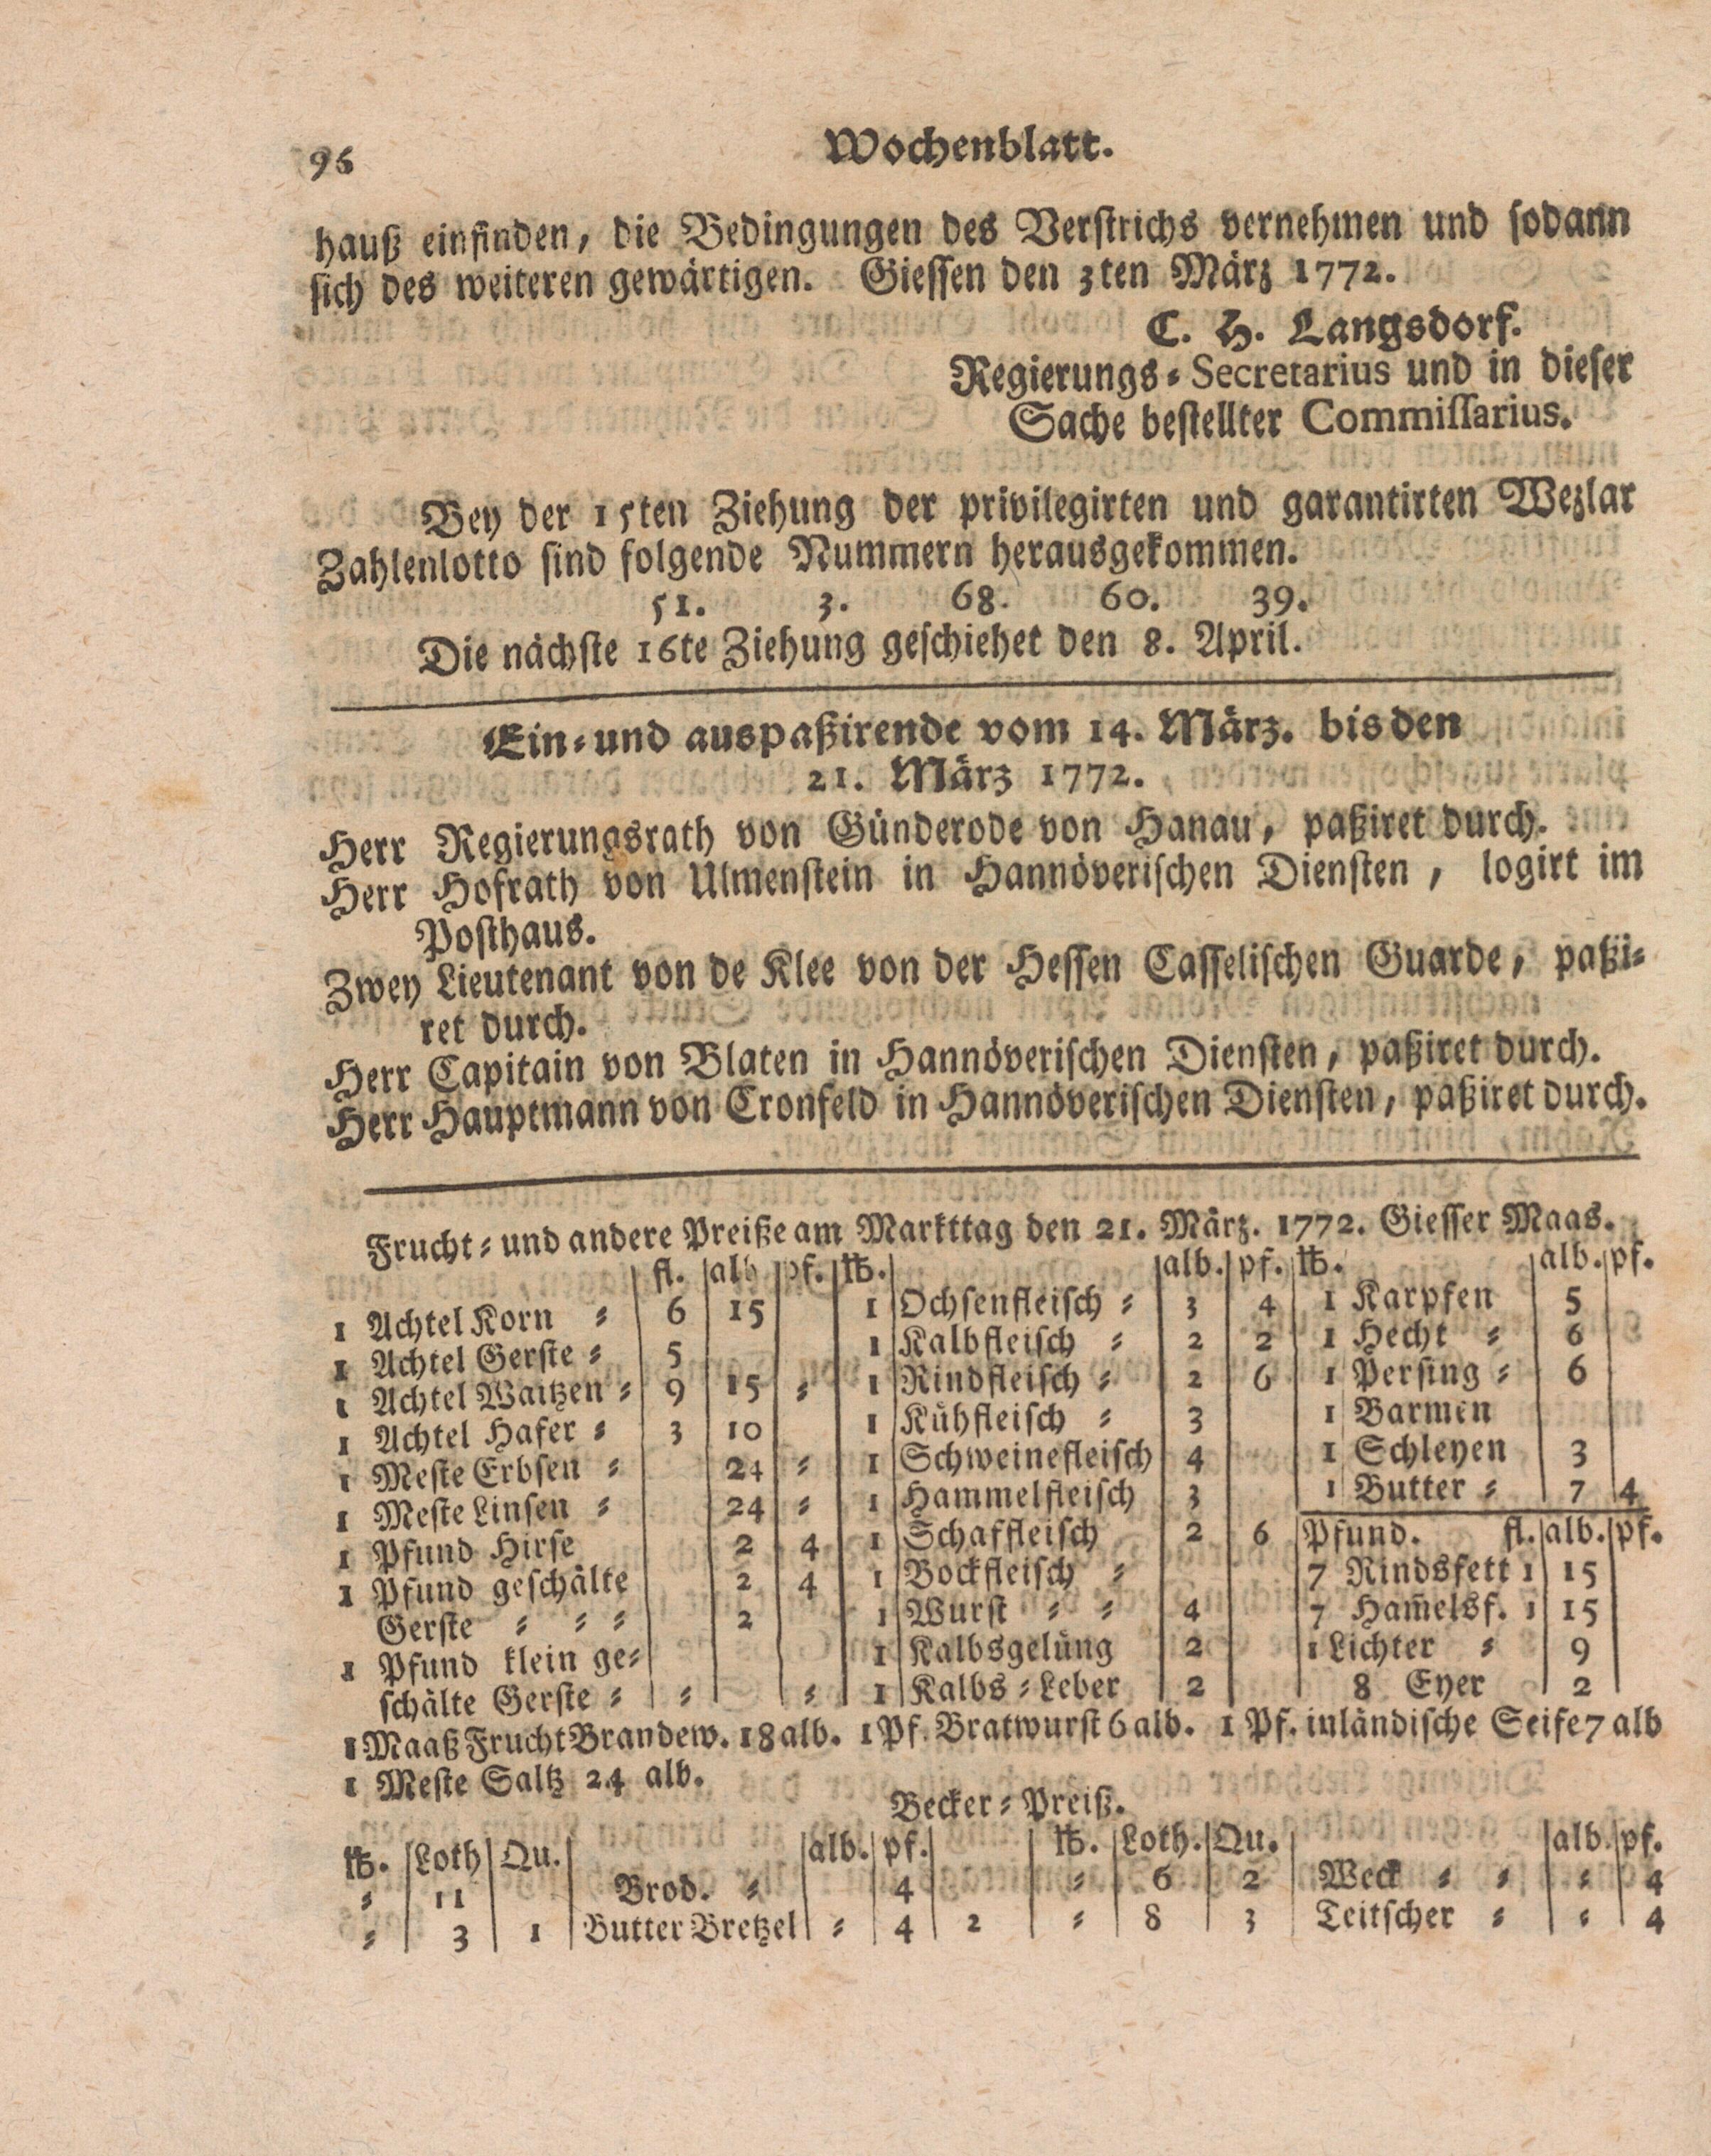 96 Wochenblatt.
hauß einfinden, die Bedingungen des Verstrichs vernehmen und sodann
sich des weiteren gewärtigen. Giessen den 3ten März 1772.
C. H. Langsdorf.
Regierungs-Secretarius und in dieser
Sache bestellter Commissarius.
Bey der 15ten Ziehung der privilegirten und garantirten Wezlar
Zahlenlotto sind folgende Nummern herausgekommen.
51. 3. 68. 60. 39.
Die nächste 16te Ziehung geschiehet den 8. April.
Ein- und auspaßirende vom 14. März. bis den
21. März 1772.
Herr Regierungsrath von Günderode von Hanau, paßiret durch.
Herr Hofrath von Ulmenstein in Hannöverischen Diensten, logirt im
Posthaus.
Zwey Lieutenant von de Klee von der Hessen Casselischen Guarde, paßi-
ret durch.
Herr Capitain von Blaten in Hannöverischen Diensten, paßiret durch.
Herr Hauptmann von Cronfeld in Hannöverischen Diensten, paßiret durch.
Frucht- und andere Preiße am Markttag den 21. März. 1772. Giesser Maas.
fl. alb pf. ℔. alb. pf. ℔. alb. pf.
1 Achtel Korn - 6 15 1 Ochsenfleisch - 3 4 1 Karpfen 5
1 Achtel Gerste - 5 1 Kalbfleisch - 2 2 1 Hecht - 6
1 Achtel Waitzen - 9 15 - 1 Rindfleisch - 2 6 1 Persing - 6
1 Achtel Hafer - 3 10 1 Kühfleisch - 3 1 Barmen
1 Meste Erbsen - 24 - 1 Schweinefleisch 4 1 Schleyen 3
1 Meste Linsen - 24 - 1 Hammelfleisch 3 1 Butter - 7 4
1 Pfund Hirse 2 4 1 Schaffleisch 2 6 Pfund. fl. alb. pf.
1 Pfund geschälte 2 4 1 Bockfleisch - 7 Rindsfett 1 15
Gerste - - - 2 1 Wurst - - 4 7 Ham̄elsf. 1 15
1 Pfund klein ge- 1 Kalbsgelüng 2 1 Lichter - 9
schälte Gerste - - - 1 Kalbs-Leber 2 8 Eyer 2
1 Maaß Frucht Brandew. 18 alb. 1 Pf. Bratwurst 6 alb. 1 Pf. inländische Seife 7 alb
1 Meste Saltz 24 alb.
Becker-Preiß.
℔. Loth Qu. alb. pf. ℔. Loth. Qu. alb. pf.
- 11 Brod. - 4 - 6 2 Weck - - - 4
- 3 1 Butter Bretzel - 4 2 - 8 3 Teitscher - - 4